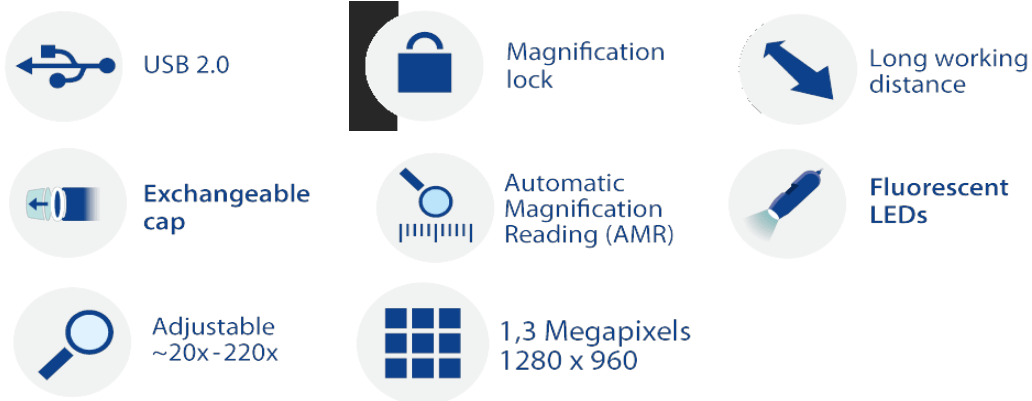 USB 2.0
Magnification
lock
Long working
distance
Exchangeable
cap
Automatic
Magnification
Reading (AMR)
Fluorescent
LEDs
Adjustable
~20x-220x
1,3 Megapixels
1280 x 960